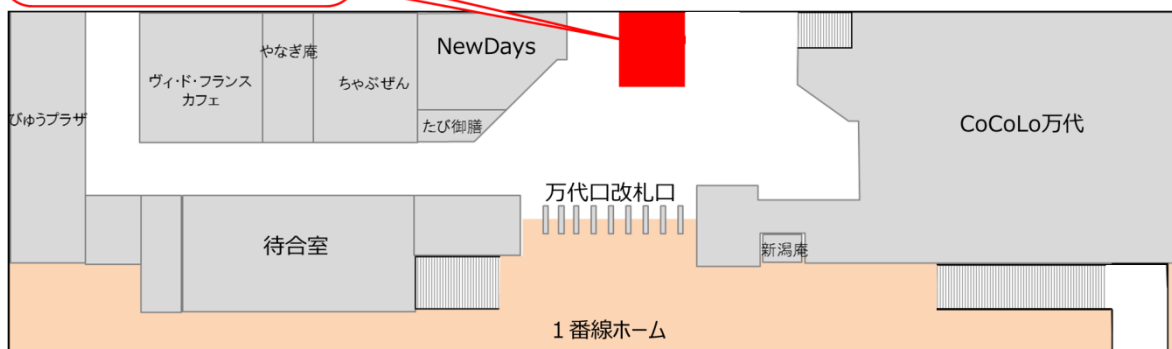 NewDays
やなぎ庵
ヴィ・ド・フランス
カフェ
ちゃぶぜん
びゅうプラザ
たび御膳
CoCoLo万代
万代口改札口
待合室
新潟庵
1番線ホーム